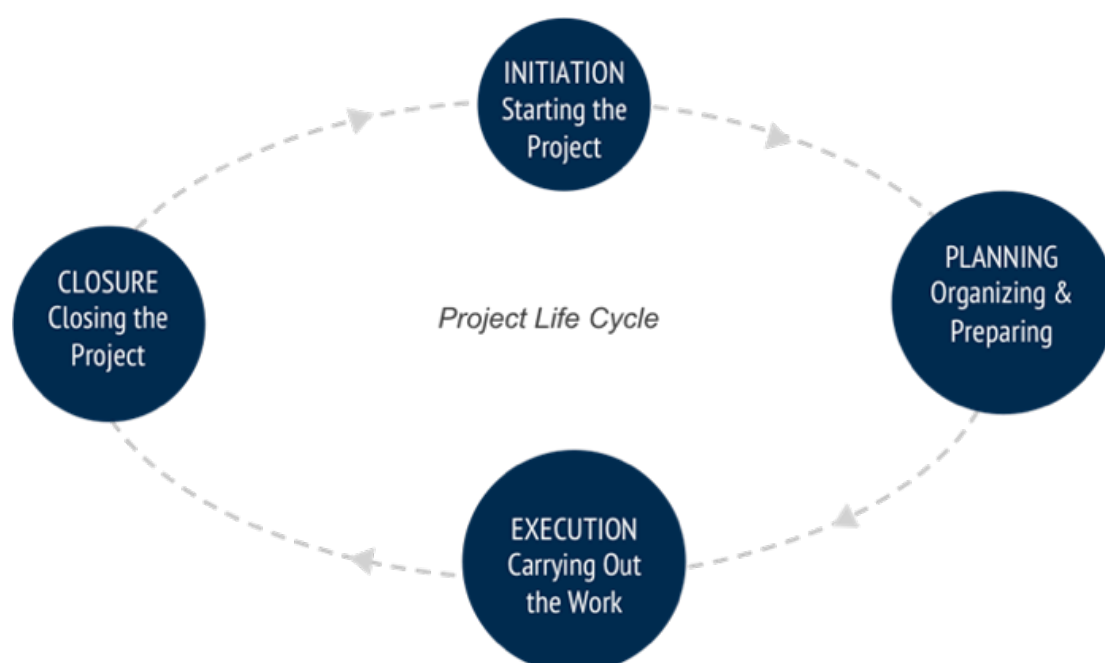 INITIATION
Starting the
Project
PLANNING
Organizing &
Preparing
CLOSURE
Closing the
Project
Project Life Cycle
EXECUTION
Carrying Out
the Work